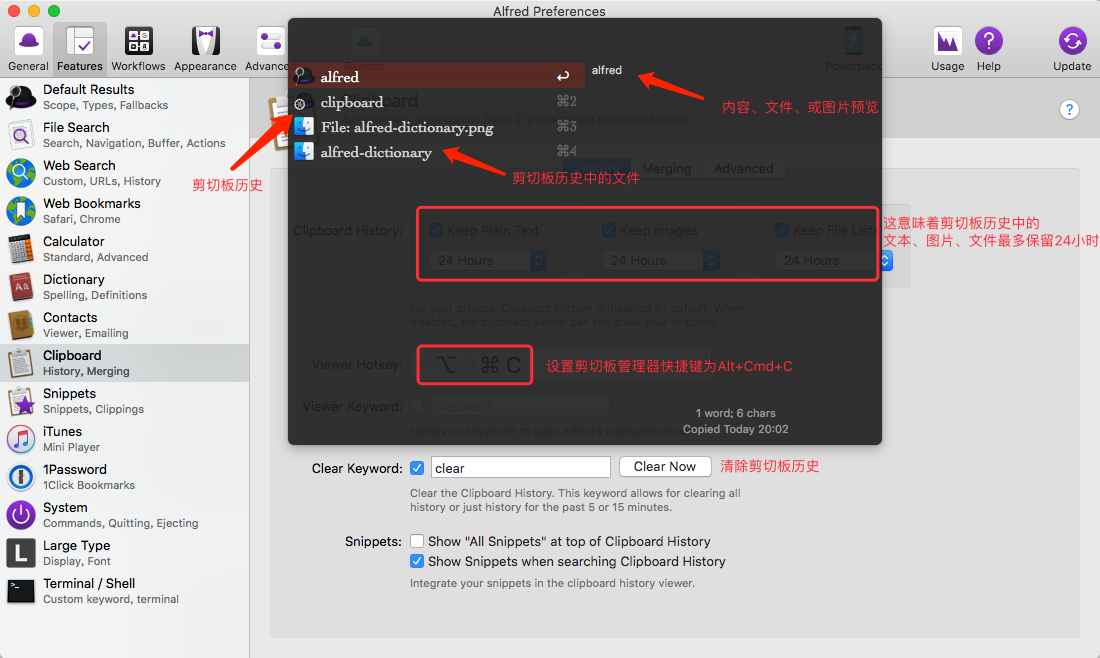 Alfred Preferences
General
Features
Workflows
Appearance
Advanced
Remote
Powerpack
Usage
Help
Update
Default Results
Scope, Types, Fallbacks
File Search
Search, Navigation, Buffer, Actions
Web Search
Custom, URLs, History
Web Bookmarks
Safari, Chrome
Calculator
Standard, Advanced
Dictionary
Spelling, Definitions
Contacts
Viewer, Emailing
Clipboard
History, Merging
Snippets
Snippets, Clippings
iTunes
Mini Player
1Password
1Click Bookmarks
System
Commands, Quitting, Ejecting
Large Type
Display, Font
Terminal / Shell
Custom keyword, terminal
alfred ↩
clipboard ⌘2
File: alfred-dictionary.png ⌘3
alfred-dictionary ⌘4
alfred
内容、文件、或图片预览
剪切板历史
剪切板历史中的文件
Merging
Advanced
?
Clipboard History:
Keep Plain Text
Keep Images
Keep File Lists
24 Hours
24 Hours
24 Hours
这意味着剪切板历史中的
文本、图片、文件最多保留24小时
For your privacy, Clipboard History is disabled by default. When
disabled, the clipboard viewer can still show your snippets.
Viewer Hotkey:
⌥ ⌘ C
设置剪切板管理器快捷键为Alt+Cmd+C
Viewer Keyword:
Hotkey and keyword to open Alfred's clipboard
1 word; 6 chars
Copied Today 20:02
Clear Keyword:
clear
Clear Now
清除剪切板历史
Clear the Clipboard History. This keyword allows for clearing all
history or just history for the past 5 or 15 minutes.
Snippets:
Show "All Snippets" at top of Clipboard History
Show Snippets when searching Clipboard History
Integrate your snippets in the clipboard history viewer.